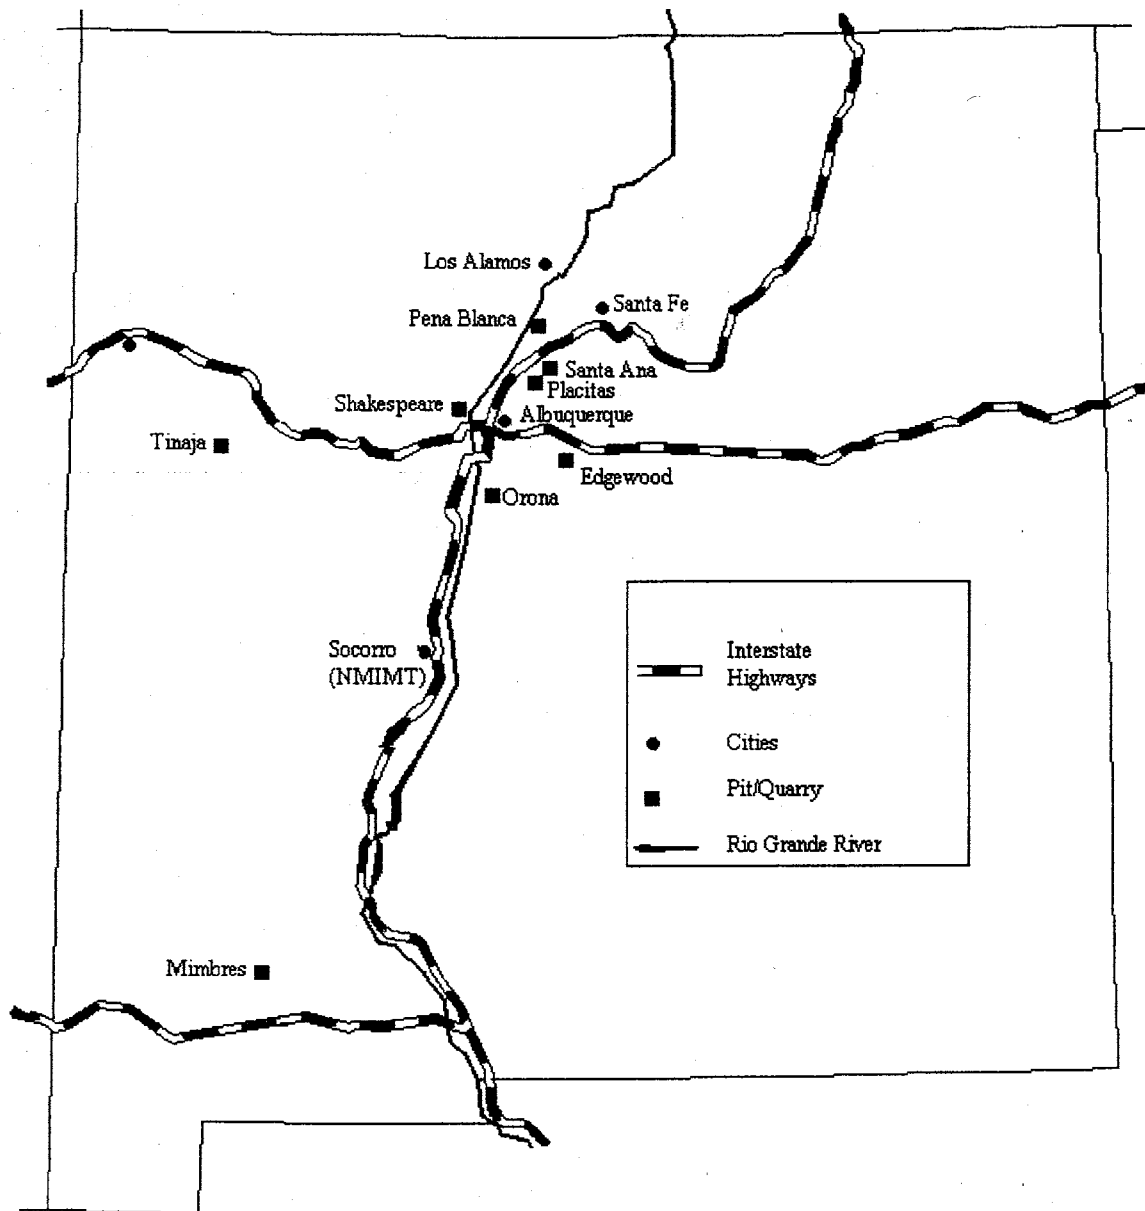 Los Alamos
Santa Fe
Pena Blanca
Santa Ana
Placitas
Shakespeare
Albuquerque
Tinaja
Edgewood
Orona
Socorro
(NMIMT)
Interstate
Highways
Cities
Pit/Quarry
Rio Grande River
Mimbres